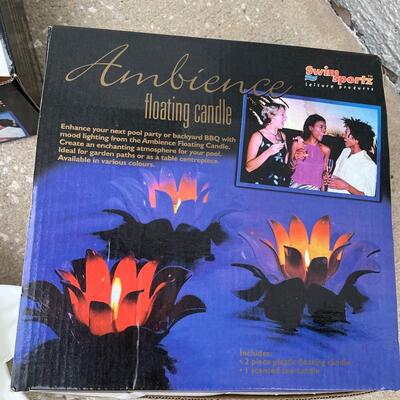 Ambience
floating candle
Swim
Sportz
leisure products
Enhance your next pool party or backyard BBQ with
mood lighting from the Ambience Floating Candle.
Create an enchanting atmosphere for your pool.
Ideal for garden paths or as a table centrepiece.
Available in various colours.
Includes:
• 2 piece plastic floating candle
• 1 scented tea candle